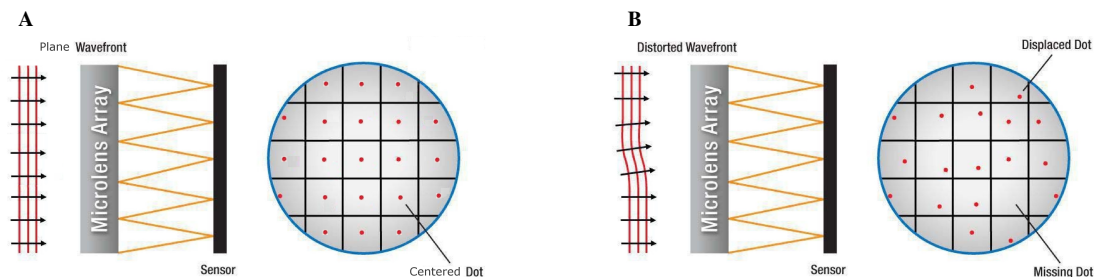 A
Plane Wavefront
Microlens Array
Sensor
Centered Dot
B
Distorted Wavefront
Microlens Array
Sensor
Displaced Dot
Missing Dot